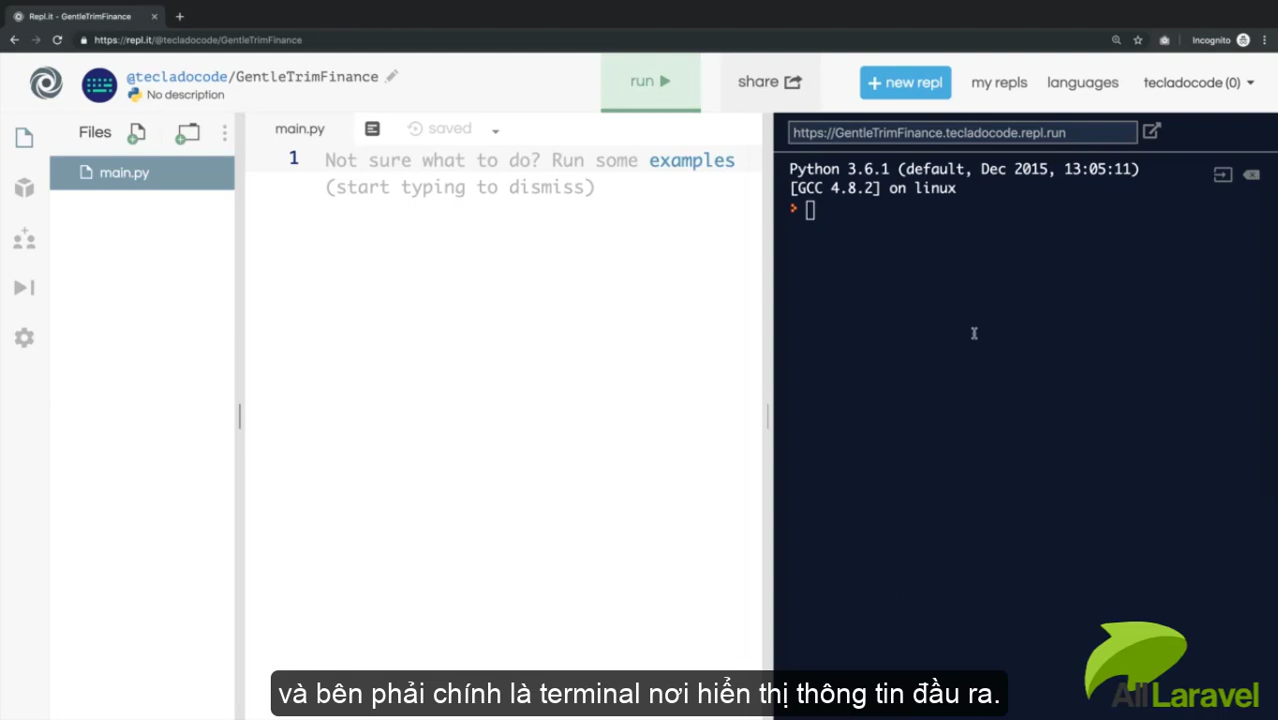 Repl.it - GentleTrimFinance
https://repl.it/@tecladocode/GentleTrimFinance
Incognito
@tecladocode/GentleTrimFinance
No description
run
share
+ new repl
my repls
languages
tecladocode (0)
Files
main.py
main.py
saved
1 Not sure what to do? Run some examples
(start typing to dismiss)
https://GentleTrimFinance.tecladocode.repl.run
Python 3.6.1 (default, Dec 2015, 13:05:11)
[GCC 4.8.2] on linux
>
và bên phải chính là terminal nơi hiển thị thông tin đầu ra.
AllLaravel